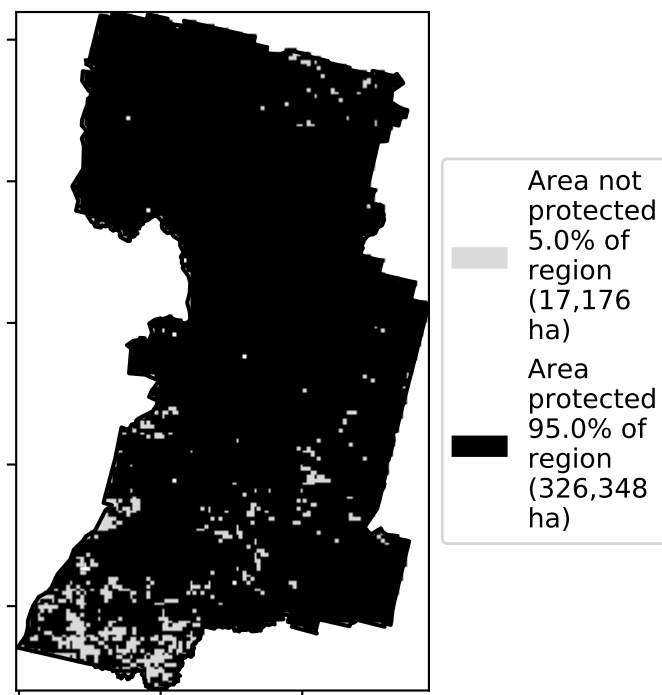 Area not
protected
5.0% of
region
(17,176
ha)
Area
protected
95.0% of
region
(326,348
ha)